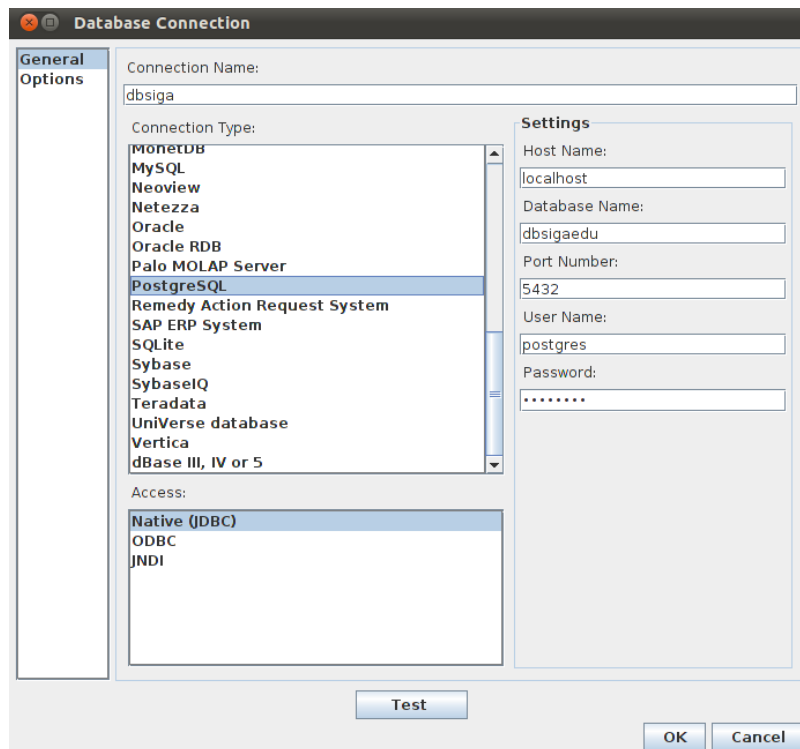 Database Connection
General
Options
Connection Name:
dbsiga
Connection Type:
MonetDB
MySQL
Neoview
Netezza
Oracle
Oracle RDB
Palo MOLAP Server
PostgreSQL
Remedy Action Request System
SAP ERP System
SQLite
Sybase
SybaseIQ
Teradata
UniVerse database
Vertica
dBase III, IV or 5
Access:
Native (JDBC)
ODBC
JNDI
Settings
Host Name:
localhost
Database Name:
dbsigaedu
Port Number:
5432
User Name:
postgres
Password:
••••••••
Test
OK
Cancel